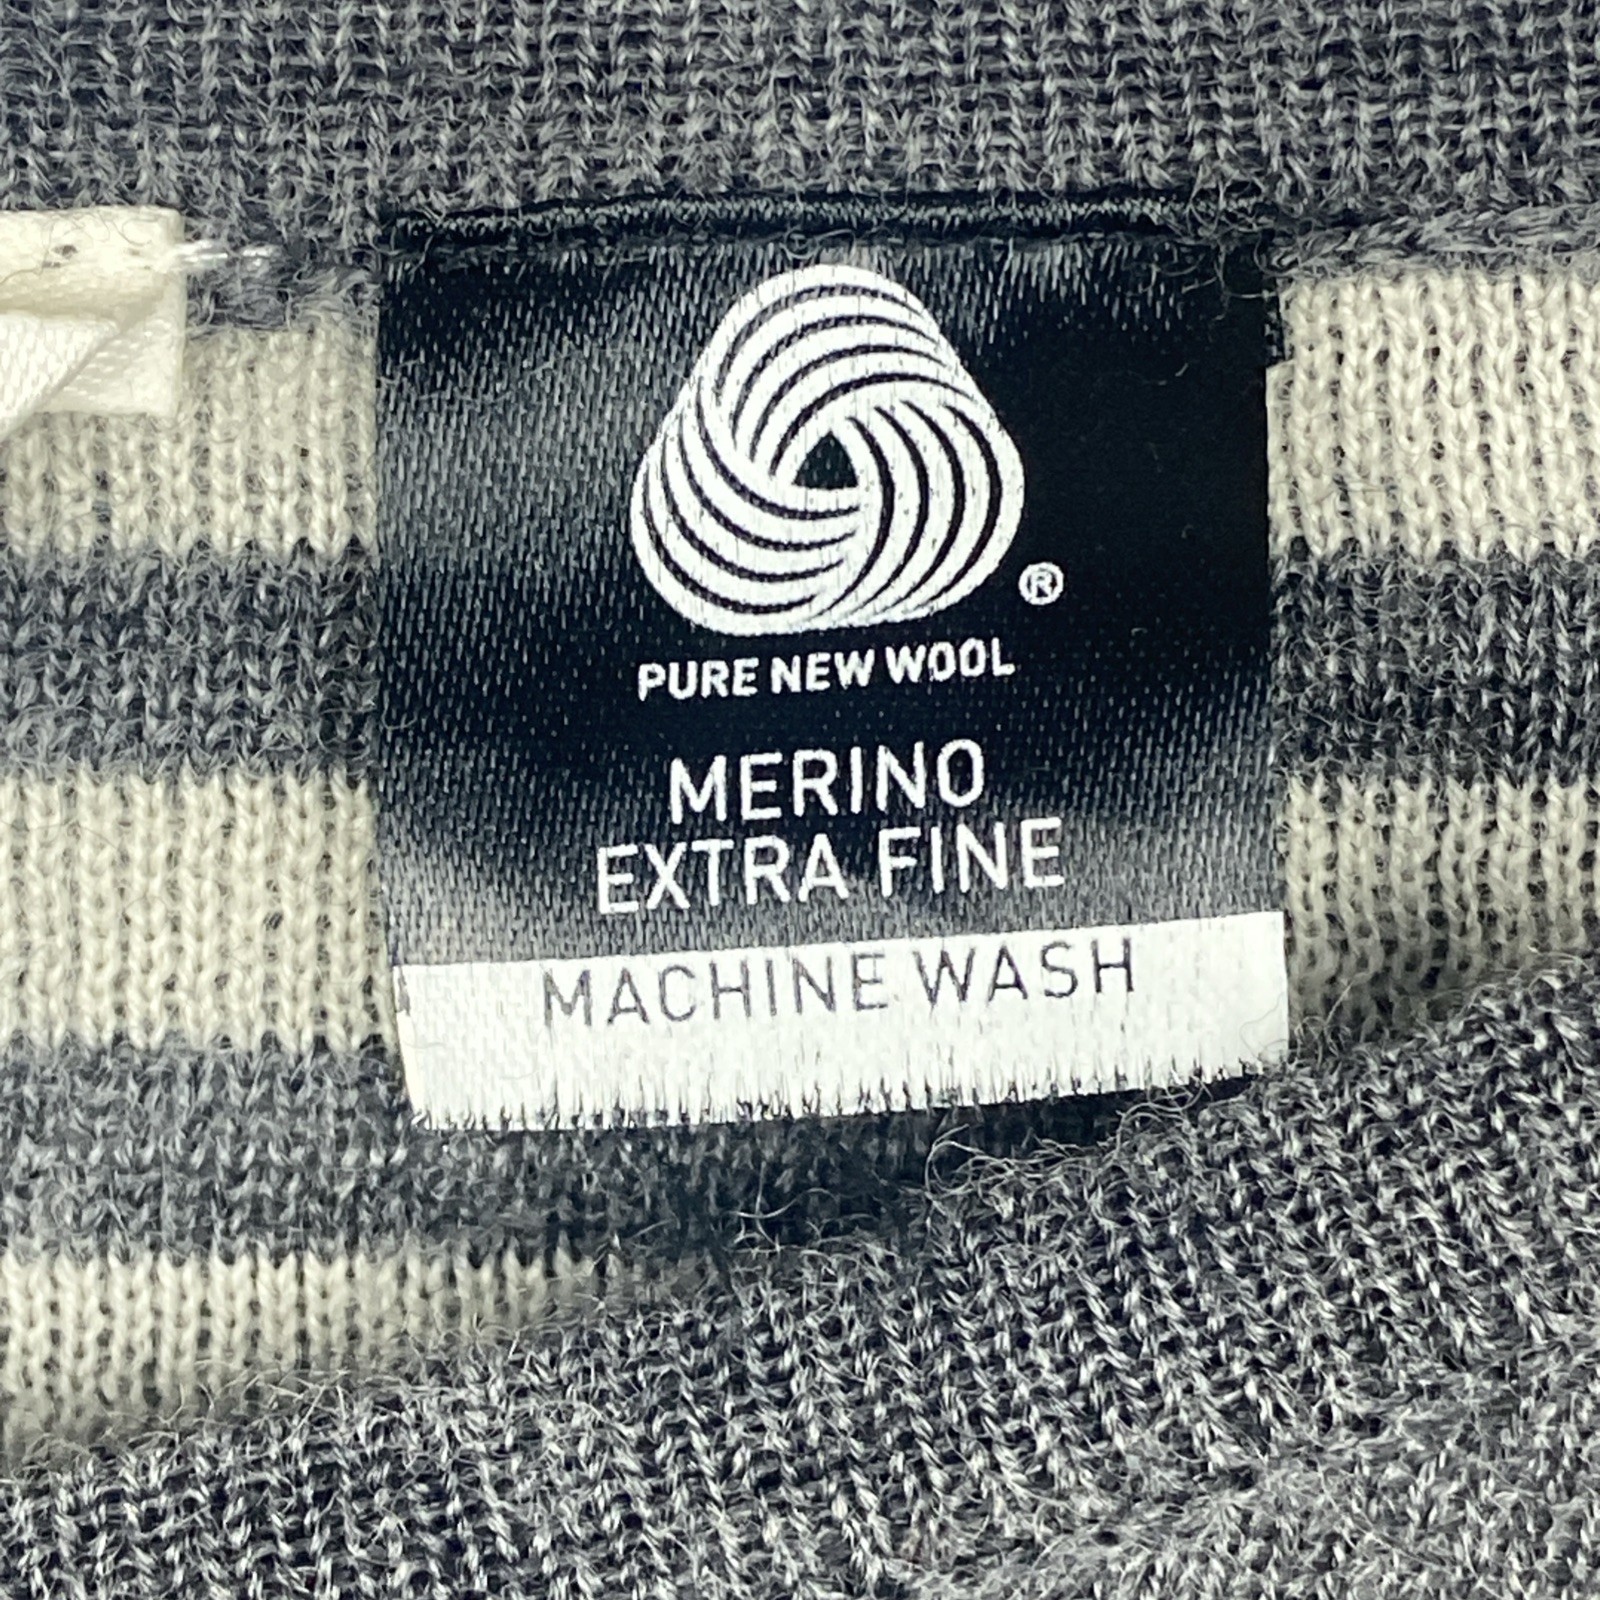 ®
PURE NEW WOOL
MERINO
EXTRA FINE
MACHINE WASH